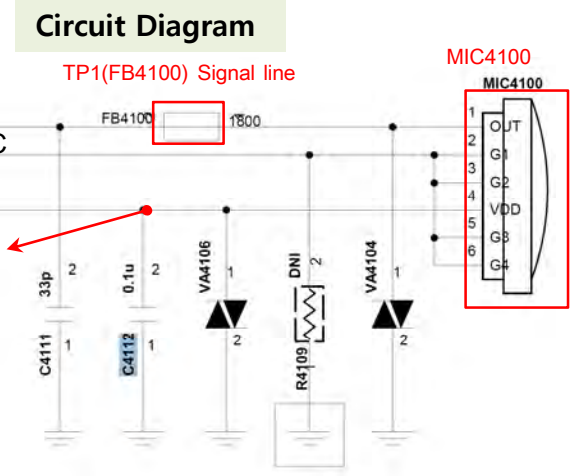 Circuit Diagram
MIC4100
TP1(FB4100) Signal line
MIC4100
FB4100
1800
1
OUT
C
2
G1
3
G2
4
VDD
5
G3
6
G4
33p
2
0.1u
2
VA4106
1
DNI
2
VA4104
1
C4111
1
C4112
1
2
R4109
2